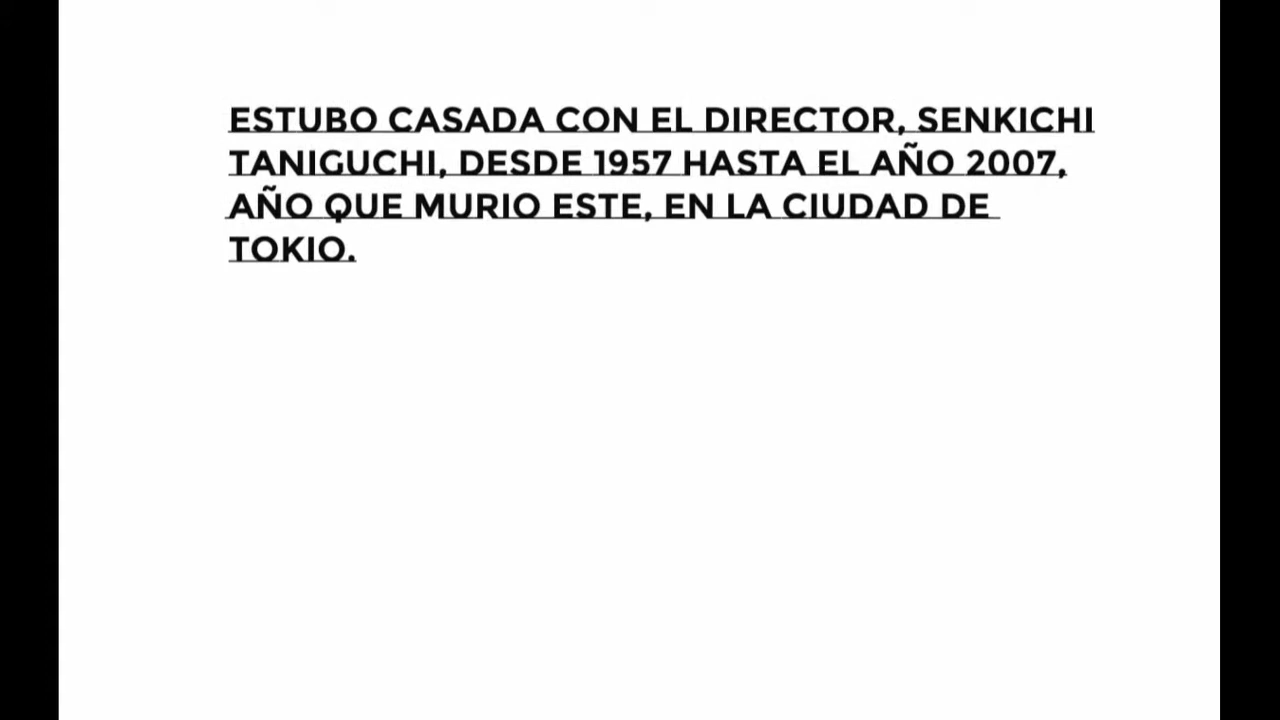 ESTUBO CASADA CON EL DIRECTOR, SENKICHI
TANIGUCHI, DESDE 1957 HASTA EL AÑO 2007,
AÑO QUE MURIO ESTE, EN LA CIUDAD DE
TOKIO.